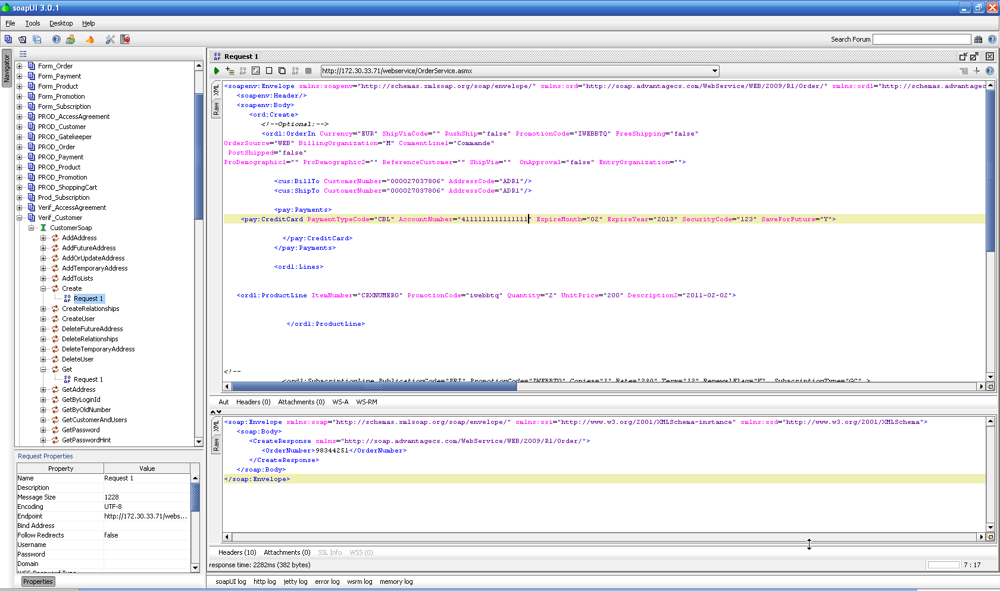 soapUI 3.0.1
File Tools Desktop Help
Search Forum
Navigator
Form_Order
Form_Payment
Form_Product
Form_Promotion
Form_Subscription
PROD_AccessAgreement
PROD_Customer
PROD_Gatekeeper
PROD_Order
PROD_Payment
PROD_Product
PROD_Promotion
PROD_ShoppingCart
Prod_Subscription
Verif_AccessAgreement
Verif_Customer
CustomerSoap
AddAddress
AddFutureAddress
AddOrUpdateAddress
AddTemporaryAddress
AddToLists
Create
Request 1
CreateRelationships
CreateUser
DeleteFutureAddress
DeleteRelationships
DeleteTemporaryAddress
DeleteUser
Get
Request 1
GetAddress
GetByLoginId
GetByOldNumber
GetCustomerAndUsers
GetPassword
GetPasswordHint
Request Properties
Property Value
Name Request 1
Description
Message Size 1228
Encoding UTF-8
Endpoint http://172.30.33.71/webs...
Bind Address
Follow Redirects false
Username
Password
Domain
WSS-Password Type
Properties
Request 1
http://172.30.33.71/webservice/OrderService.asmx
XML
Raw
<soapenv:Envelope xmlns:soapenv="http://schemas.xmlsoap.org/soap/envelope/" xmlns:ord="http://soap.advantagecs.com/WebService/WEB/2009/R1/Order/" xmlns:ord1="http://schemas.advantagec
<soapenv:Header/>
<soapenv:Body>
<ord:Create>
<!--Optional:-->
<ord1:OrderIn Currency="EUR" ShipViaCode="" RushShip="false" PromotionCode="IWEBBTQ" FreeShipping="false"
OrderSource="WEB" BillingOrganization="M" CommentLine1="Commande"
PostShipped="false"
ProDemographic1="" ProDemographic2="" ReferenceCustomer="" ShipVia="" OnApproval="false" EntryOrganization="">
<cus:BillTo CustomerNumber="000027037806" AddressCode="ADR1"/>
<cus:ShipTo CustomerNumber="000027037806" AddressCode="ADR1"/>
<pay:Payments>
<pay:CreditCard PaymentTypeCode="CBL" AccountNumber="4111111111111111" ExpireMonth="02" ExpireYear="2013" SecurityCode="123" SaveForFuture="Y">
</pay:CreditCard>
</pay:Payments>
<ord1:Lines>
<ord1:ProductLine ItemNumber="CRXNUMERO" PromotionCode="iwebbtq" Quantity="2" UnitPrice="200" Description2="2011-02-02">
</ord1:ProductLine>
<!--
<ord1:SubscriptionLine PublicationCode="PRI" PromotionCode="IWEBBTQ" Copies="1" Rate="230" Term="12" RenewalFlag="K" SubscriptionType="GC" >
Aut Headers (0) Attachments (0) WS-A WS-RM
XML
Raw
<soap:Envelope xmlns:soap="http://schemas.xmlsoap.org/soap/envelope/" xmlns:xsi="http://www.w3.org/2001/XMLSchema-instance" xmlns:xsd="http://www.w3.org/2001/XMLSchema">
<soap:Body>
<CreateResponse xmlns="http://soap.advantagecs.com/WebService/WEB/2009/R1/Order/">
<OrderNumber>98344251</OrderNumber>
</CreateResponse>
</soap:Body>
</soap:Envelope>
Headers (10) Attachments (0) SSL Info WSS (0)
response time: 2282ms (382 bytes)
7 : 17
soapUI log http log jetty log error log wsrm log memory log